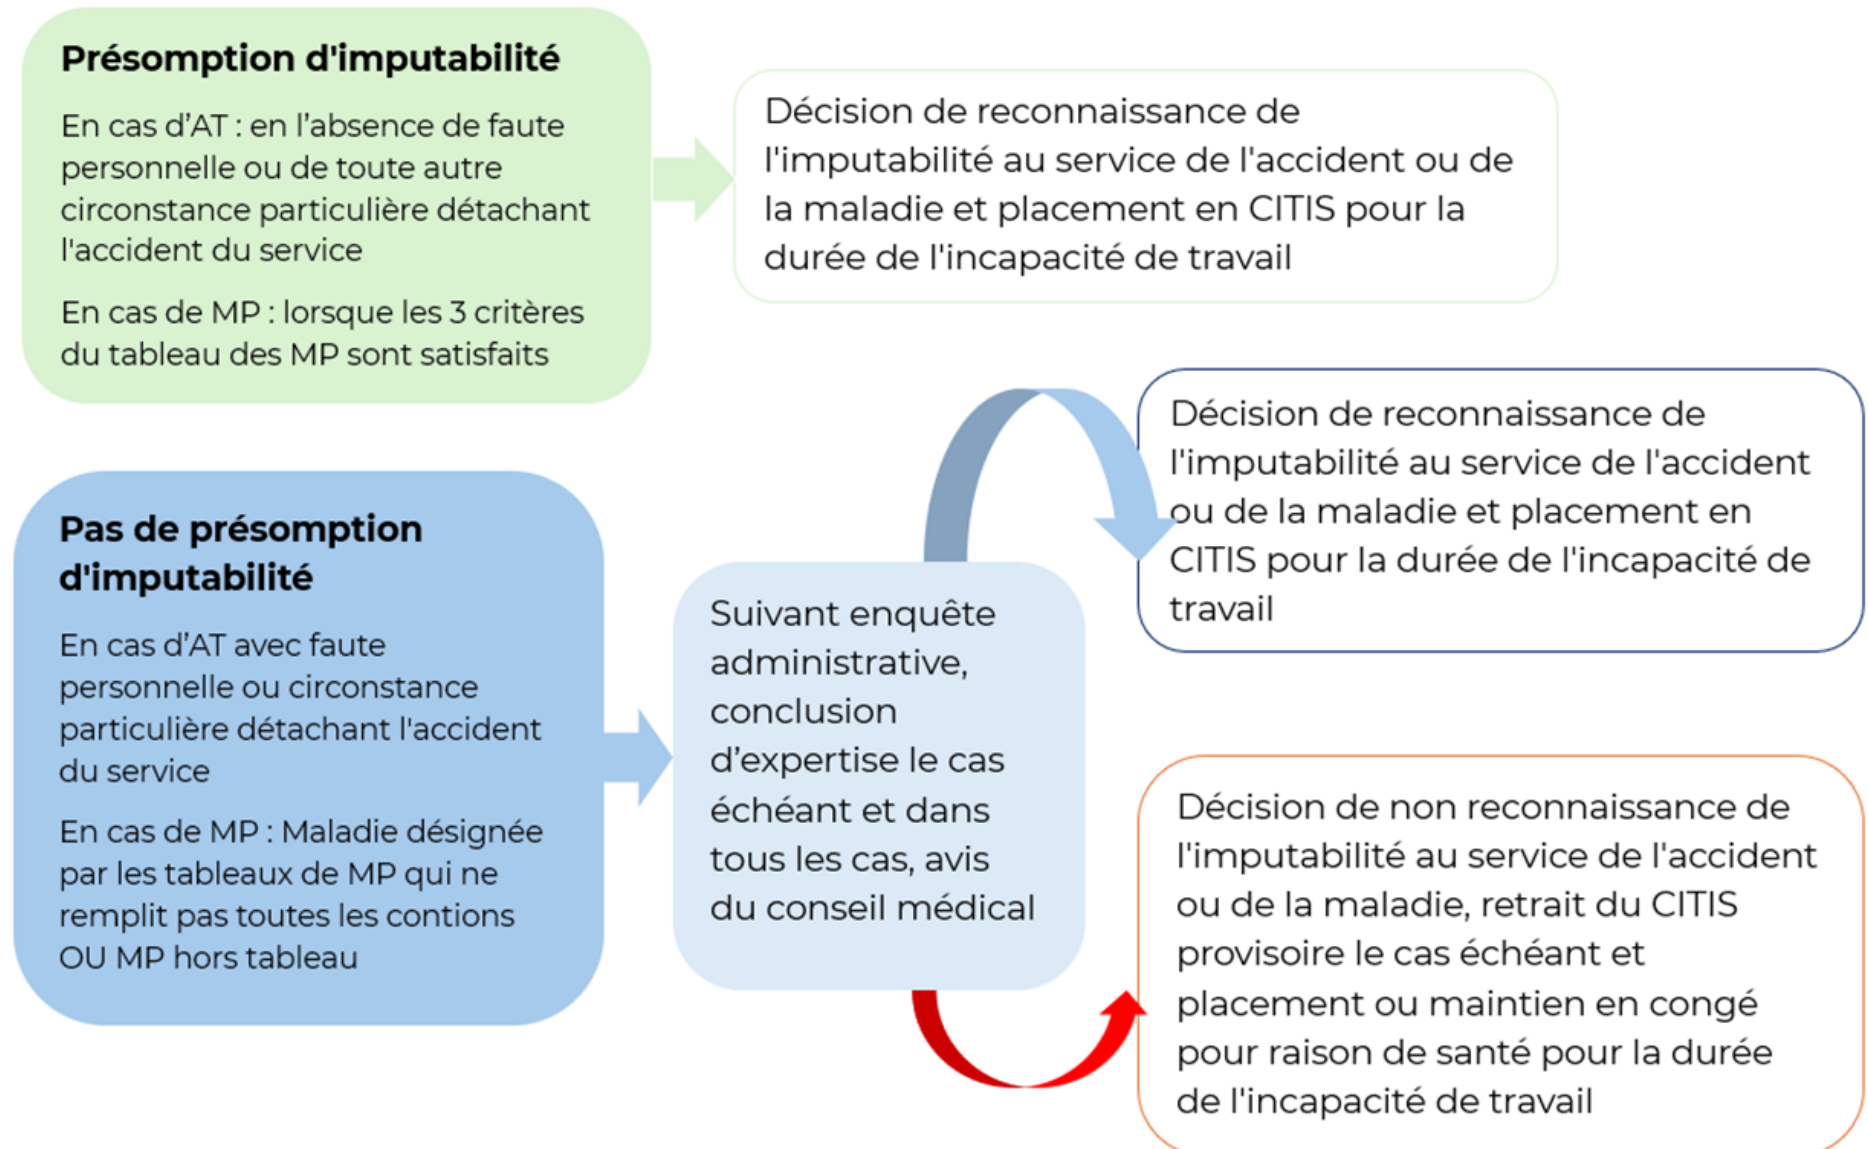 Présomption d'imputabilité
En cas d’AT : en l’absence de faute
personnelle ou de toute autre
circonstance particulière détachant
l'accident du service
En cas de MP : lorsque les 3 critères
du tableau des MP sont satisfaits
Décision de reconnaissance de
l'imputabilité au service de l'accident ou de
la maladie et placement en CITIS pour la
durée de l'incapacité de travail
Pas de présomption
d'imputabilité
En cas d’AT avec faute
personnelle ou circonstance
particulière détachant l'accident
du service
En cas de MP : Maladie désignée
par les tableaux de MP qui ne
remplit pas toutes les contions
OU MP hors tableau
Suivant enquête
administrative,
conclusion
d’expertise le cas
échéant et dans
tous les cas, avis
du conseil médical
Décision de reconnaissance de
l'imputabilité au service de l'accident
ou de la maladie et placement en
CITIS pour la durée de l'incapacité de
travail
Décision de non reconnaissance de
l'imputabilité au service de l'accident
ou de la maladie, retrait du CITIS
provisoire le cas échéant et
placement ou maintien en congé
pour raison de santé pour la durée
de l'incapacité de travail